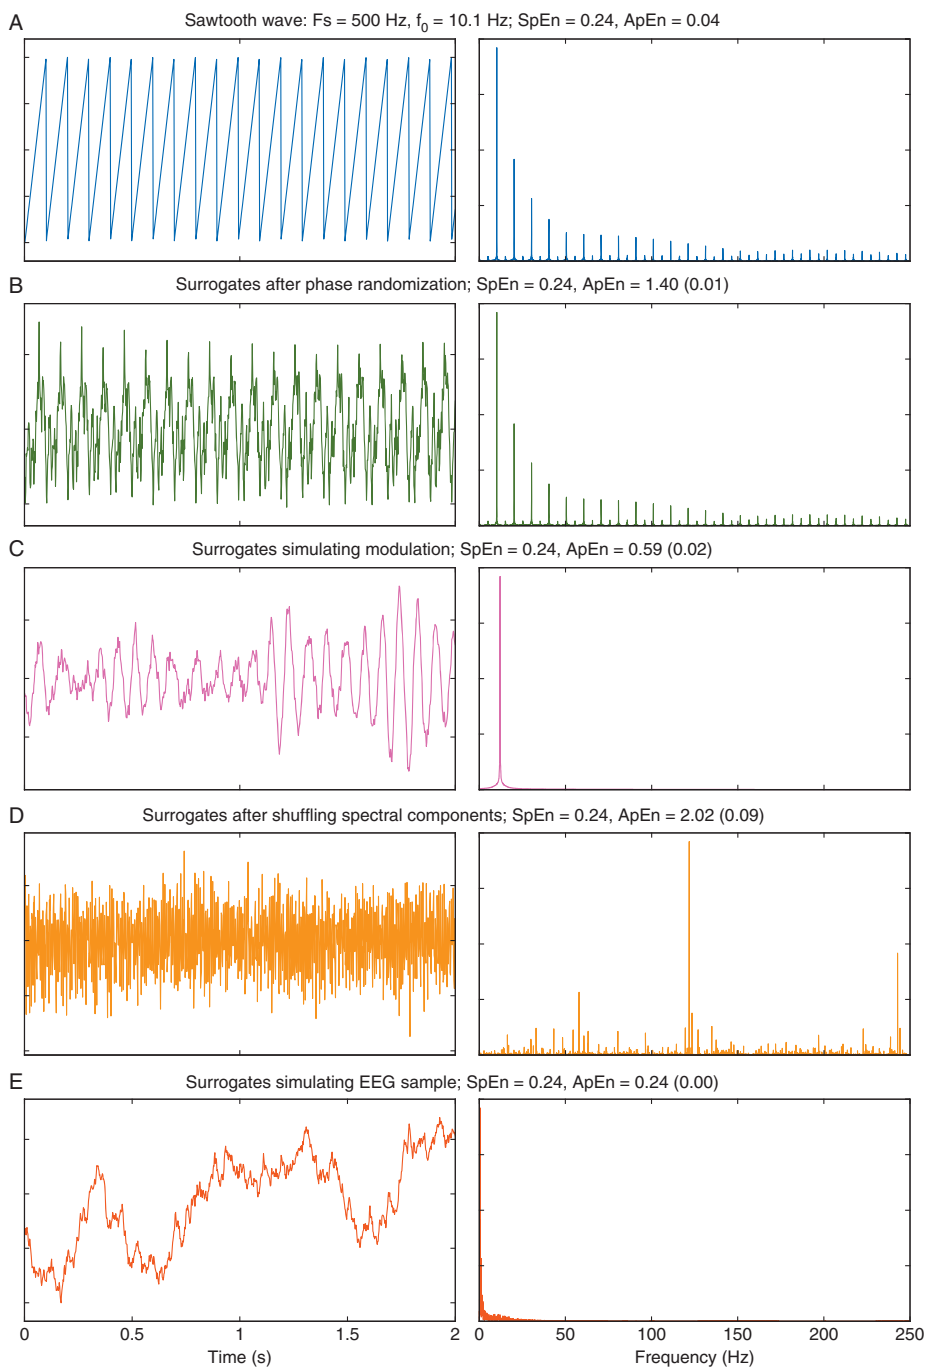 A
Sawtooth wave: Fs = 500 Hz, f0 = 10.1 Hz; SpEn = 0.24, ApEn = 0.04
B
Surrogates after phase randomization; SpEn = 0.24, ApEn = 1.40 (0.01)
C
Surrogates simulating modulation; SpEn = 0.24, ApEn = 0.59 (0.02)
D
Surrogates after shuffling spectral components; SpEn = 0.24, ApEn = 2.02 (0.09)
E
Surrogates simulating EEG sample; SpEn = 0.24, ApEn = 0.24 (0.00)
0 0.5 1 1.5 2
0 50 100 150 200 250
Time (s)
Frequency (Hz)